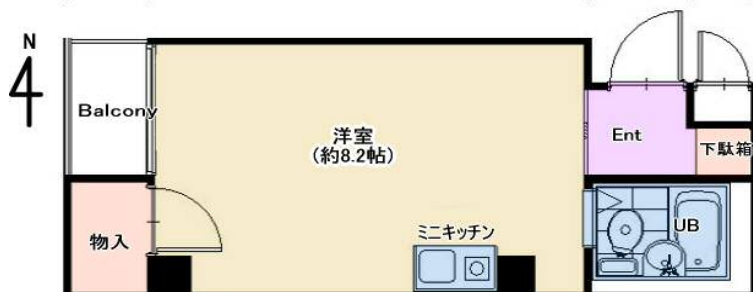 N
Balcony
洋室
(約8.2帖)
Ent
下駄箱
物入
ミニキッチン
UB